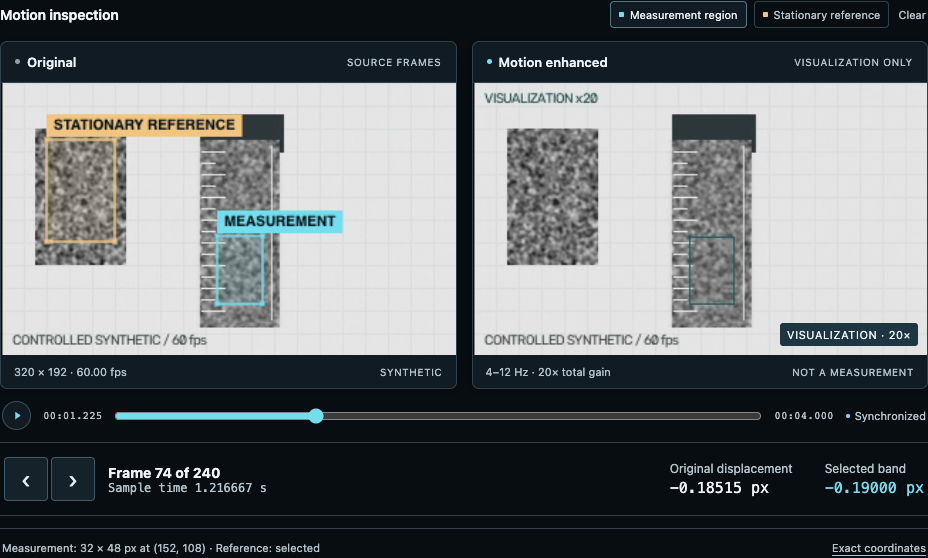 Motion inspection
Measurement region
Stationary reference
Clear
Original
SOURCE FRAMES
STATIONARY REFERENCE
MEASUREMENT
CONTROLLED SYNTHETIC / 60 fps
320 × 192 · 60.00 fps
SYNTHETIC
Motion enhanced
VISUALIZATION ONLY
VISUALIZATION x20
CONTROLLED SYNTHETIC / 60 fps
VISUALIZATION · 20×
4–12 Hz · 20× total gain
NOT A MEASUREMENT
00:01.225
00:04.000
Synchronized
Frame 74 of 240
Sample time 1.216667 s
Original displacement
-0.18515 px
Selected band
-0.19000 px
Measurement: 32 × 48 px at (152, 108) · Reference: selected
Exact coordinates